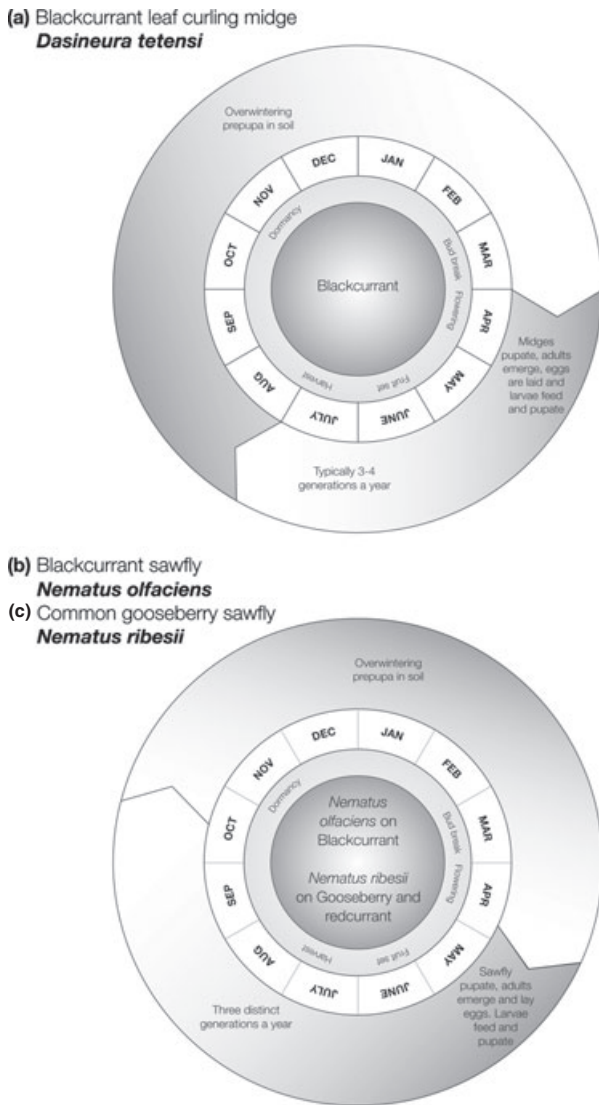 (a) Blackcurrant leaf curling midge
Dasineura tetensi
Overwintering
prepupa in soil
DEC
JAN
NOV
FEB
Dormancy
OCT
MAR
Bud break
Blackcurrant
SEP
APR
Flowering
Midges
pupate, adults
emerge, eggs
are laid and
larvae feed
and pupate
AUG
MAY
Harvest
Fruit set
JULY
JUNE
Typically 3-4
generations a year
(b) Blackcurrant sawfly
Nematus olfaciens
(c) Common gooseberry sawfly
Nematus ribesii
Overwintering
prepupa in soil
DEC
JAN
NOV
FEB
Dormancy
OCT
MAR
Bud break
Nematus
olfaciens on
Blackcurrant
Nematus ribesii
on Gooseberry and
redcurrant
SEP
APR
Flowering
AUG
MAY
Harvest
Fruit set
JULY
JUNE
Sawfly
pupate, adults
emerge and lay
eggs. Larvae
feed and
pupate
Three distinct
generations a year